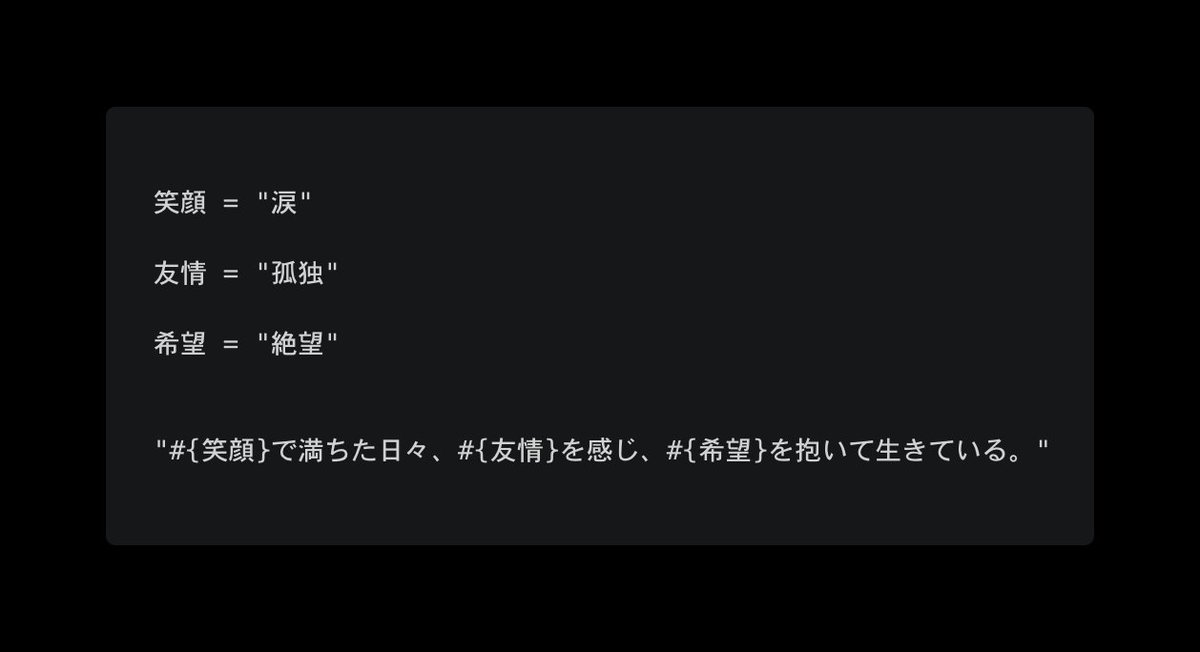 笑顔 = "涙"
友情 = "孤独"
希望 = "絶望"
"#{笑顔}で満ちた日々、#{友情}を感じ、#{希望}を抱いて生きている。"